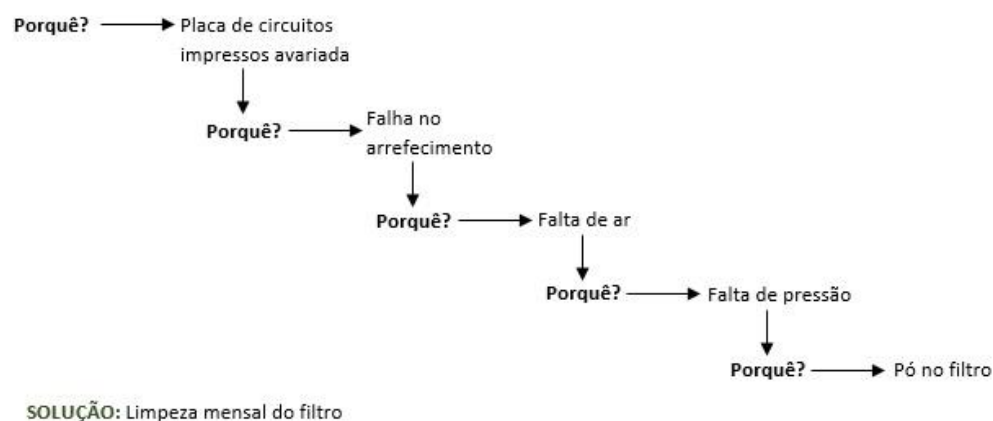 Porquê? Placa de circuitos
impressos avariada
Porquê? Falha no
arrefecimento
Porquê? Falta de ar
Porquê? Falta de pressão
Porquê? Pó no filtro
SOLUÇÃO: Limpeza mensal do filtro